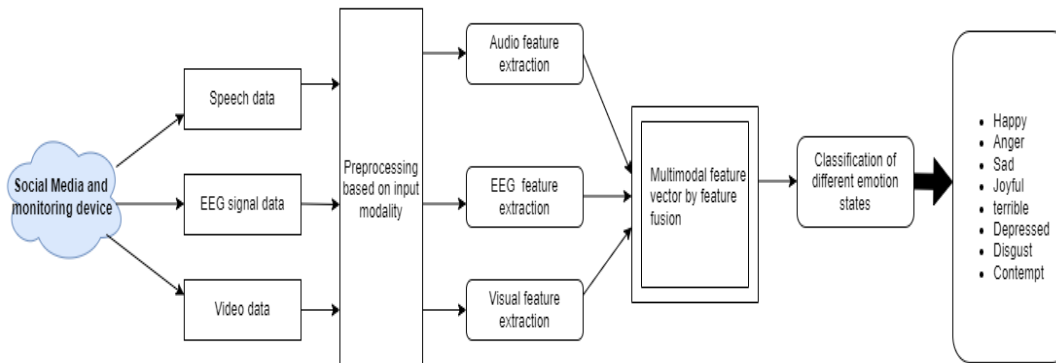 Social Media and
monitoring device
Speech data
EEG signal data
Video data
Preprocessing
based on input
modality
Audio feature
extraction
EEG feature
extraction
Visual feature
extraction
Multimodal feature
vector by feature
fusion
Classification of
different emotion
states
• Happy
• Anger
• Sad
• Joyful
• terrible
• Depressed
• Disgust
• Contempt